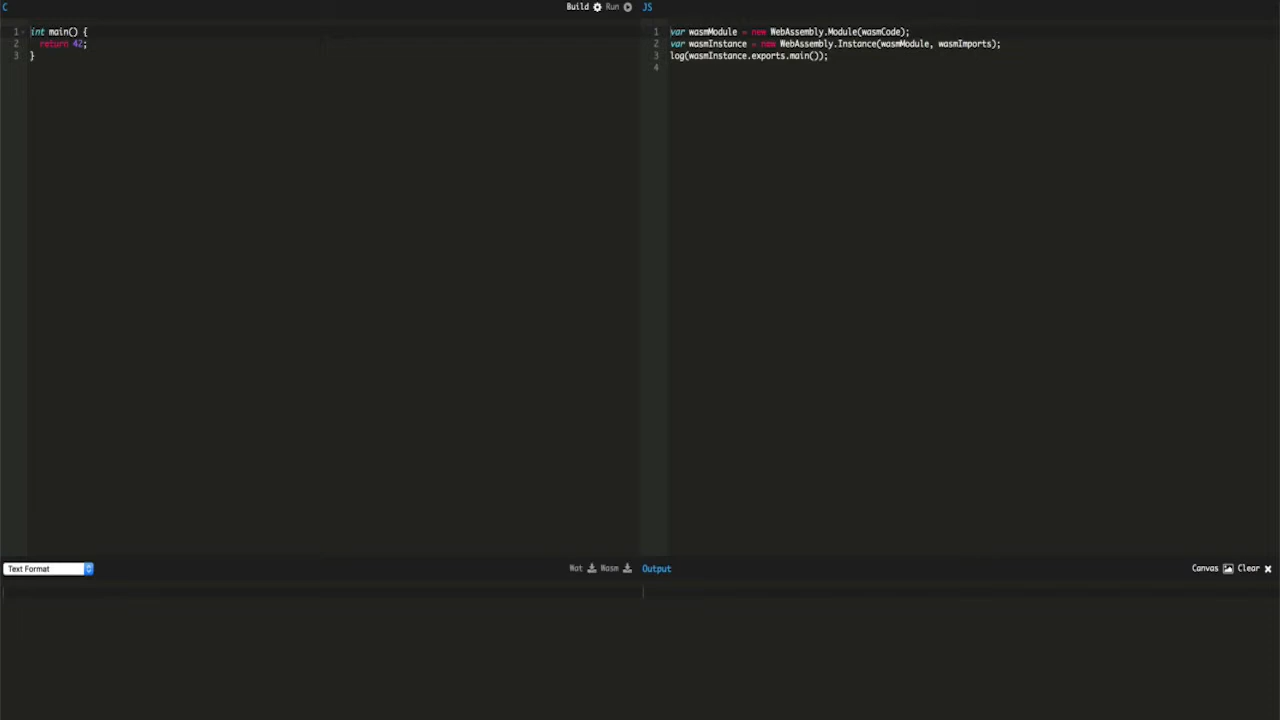 C
Build Run
1 int main() {
2 return 42;
3 }
JS
1 var wasmModule = new WebAssembly.Module(wasmCode);
2 var wasmInstance = new WebAssembly.Instance(wasmModule, wasmImports);
3 log(wasmInstance.exports.main());
4
Text Format
Wat Wasm
Output
Canvas Clear